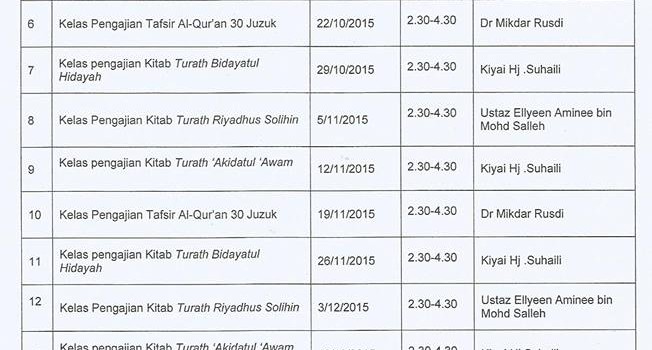 6 Kelas Pengajian Tafsir Al-Qur'an 30 Juzuk 22/10/2015 2.30-4.30 Dr Mikdar Rusdi
7 Kelas pengajian Kitab Turath Bidayatul Hidayah 29/10/2015 2.30-4.30 Kiyai Hj .Suhaili
8 Kelas Pengajian Kitab Turath Riyadhus Solihin 5/11/2015 2.30-4.30 Ustaz Ellyeen Aminee bin Mohd Salleh
9 Kelas pengajian Kitab Turath 'Akidatul 'Awam 12/11/2015 2.30-4.30 Kiyai Hj .Suhaili
10 Kelas Pengajian Tafsir Al-Qur'an 30 Juzuk 19/11/2015 2.30-4.30 Dr Mikdar Rusdi
11 Kelas pengajian Kitab Turath Bidayatul Hidayah 26/11/2015 2.30-4.30 Kiyai Hj .Suhaili
12 Kelas Pengajian Kitab Turath Riyadhus Solihin 3/12/2015 2.30-4.30 Ustaz Ellyeen Aminee bin Mohd Salleh
Kelas pengajian Kitab Turath 'Akidatul 'Awam